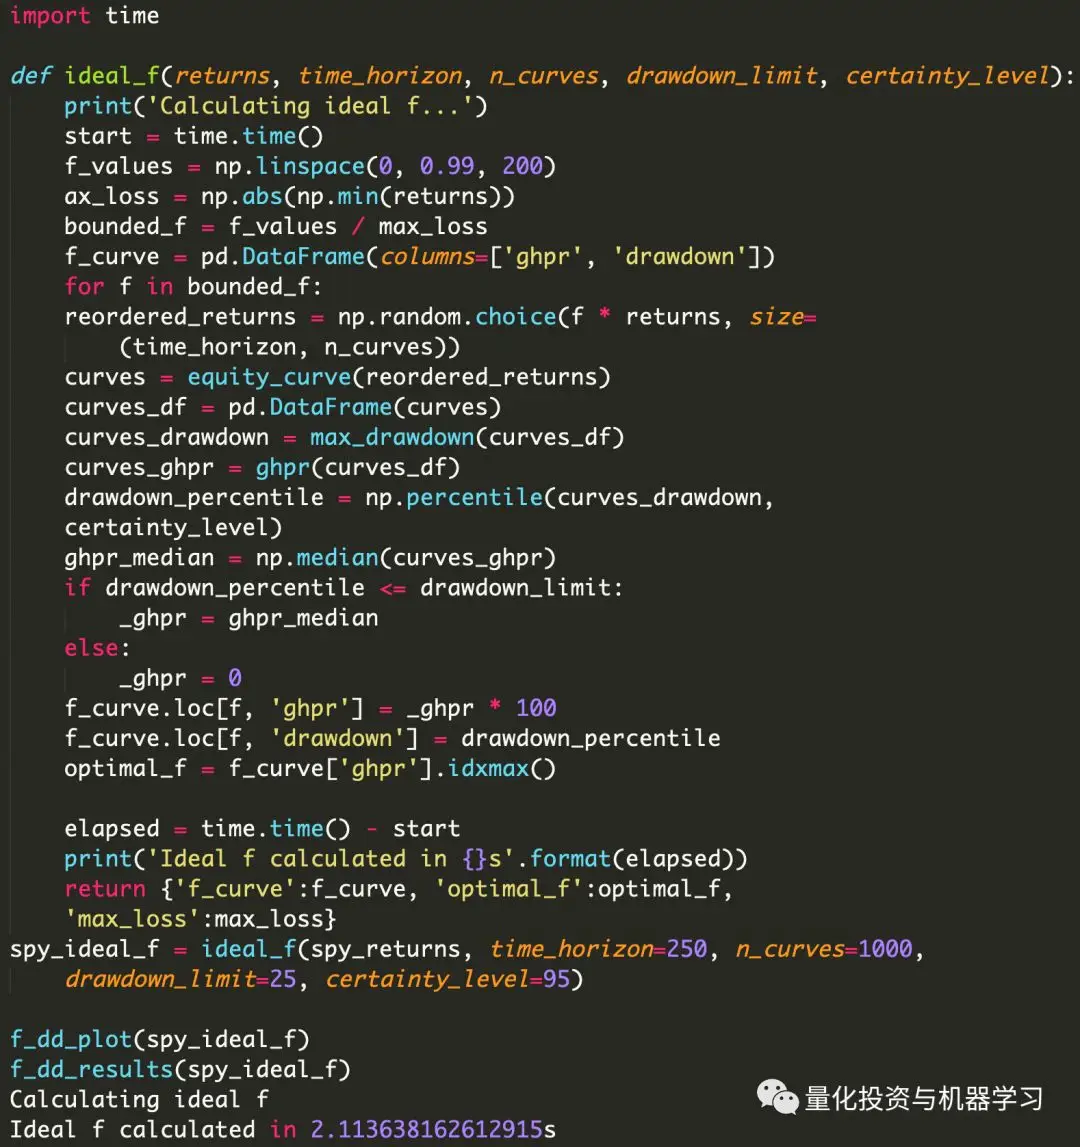 import time
def ideal_f(returns, time_horizon, n_curves, drawdown_limit, certainty_level):
    print('Calculating ideal f...')
    start = time.time()
    f_values = np.linspace(0, 0.99, 200)
    ax_loss = np.abs(np.min(returns))
    bounded_f = f_values / max_loss
    f_curve = pd.DataFrame(columns=['ghpr', 'drawdown'])
    for f in bounded_f:
    reordered_returns = np.random.choice(f * returns, size=
        (time_horizon, n_curves))
    curves = equity_curve(reordered_returns)
    curves_df = pd.DataFrame(curves)
    curves_drawdown = max_drawdown(curves_df)
    curves_ghpr = ghpr(curves_df)
    drawdown_percentile = np.percentile(curves_drawdown,
    certainty_level)
    ghpr_median = np.median(curves_ghpr)
    if drawdown_percentile <= drawdown_limit:
        _ghpr = ghpr_median
    else:
        _ghpr = 0
    f_curve.loc[f, 'ghpr'] = _ghpr * 100
    f_curve.loc[f, 'drawdown'] = drawdown_percentile
    optimal_f = f_curve['ghpr'].idxmax()
    elapsed = time.time() - start
    print('Ideal f calculated in {}s'.format(elapsed))
    return {'f_curve':f_curve, 'optimal_f':optimal_f,
    'max_loss':max_loss}
spy_ideal_f = ideal_f(spy_returns, time_horizon=250, n_curves=1000,
    drawdown_limit=25, certainty_level=95)
f_dd_plot(spy_ideal_f)
f_dd_results(spy_ideal_f)
Calculating ideal f
Ideal f calculated in 2.113638162612915s
量化投资与机器学习